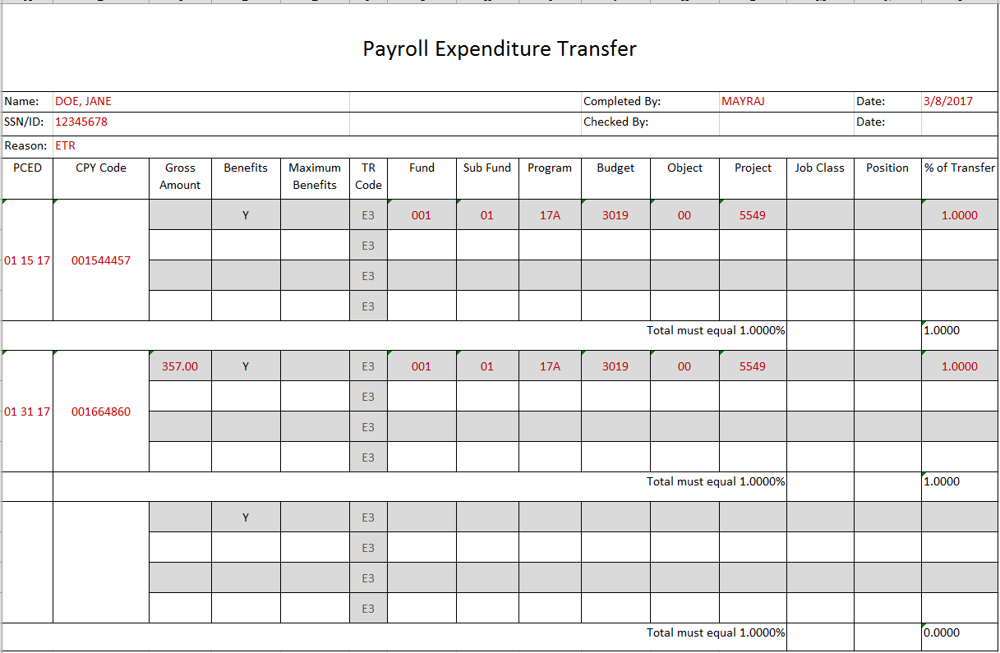 Payroll Expenditure Transfer
Name: DOE, JANE Completed By: MAYRAJ Date: 3/8/2017
SSN/ID: 12345678 Checked By: Date:
Reason: ETR
PCED CPY Code Gross Amount Benefits Maximum Benefits TR Code Fund Sub Fund Program Budget Object Project Job Class Position % of Transfer
Y E3 001 01 17A 3019 00 5549 1.0000
E3
01 15 17 001544457
E3
E3
Total must equal 1.0000% 1.0000
357.00 Y E3 001 01 17A 3019 00 5549 1.0000
E3
01 31 17 001664860
E3
E3
Total must equal 1.0000% 1.0000
Y E3
E3
E3
E3
Total must equal 1.0000% 0.0000